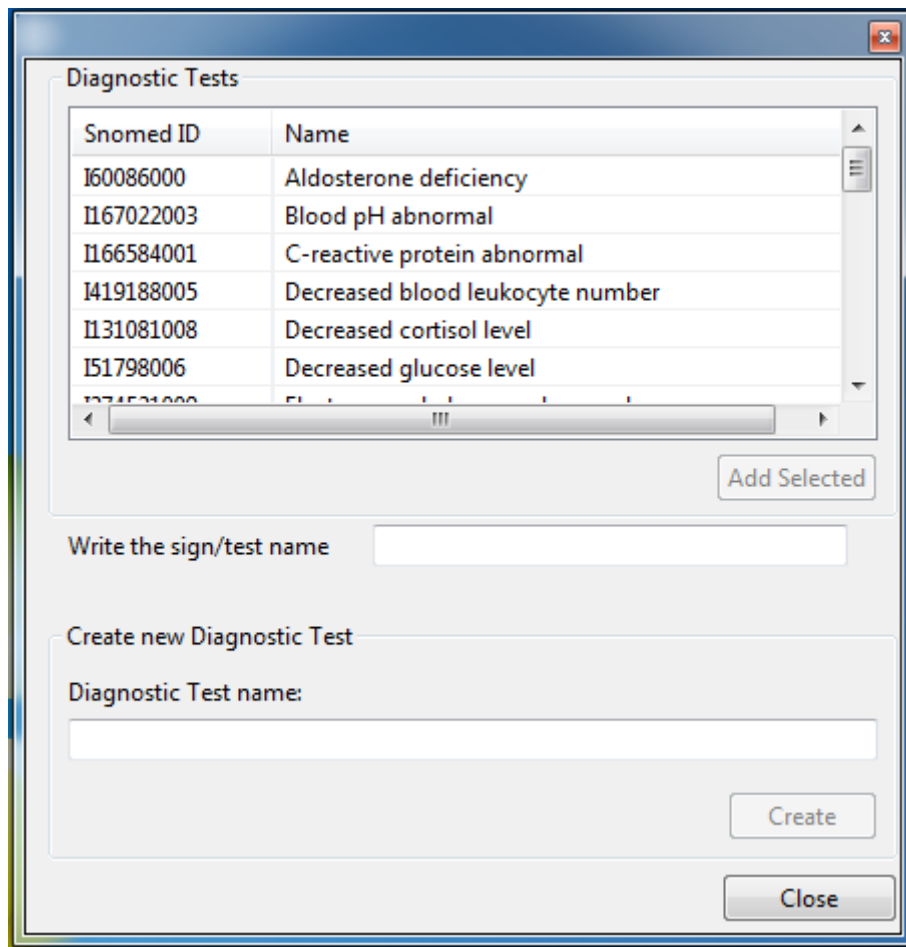 Diagnostic Tests
Snomed ID Name
I60086000 Aldosterone deficiency
I167022003 Blood pH abnormal
I166584001 C-reactive protein abnormal
I419188005 Decreased blood leukocyte number
I131081008 Decreased cortisol level
I51798006 Decreased glucose level
Add Selected
Write the sign/test name
Create new Diagnostic Test
Diagnostic Test name:
Create
Close